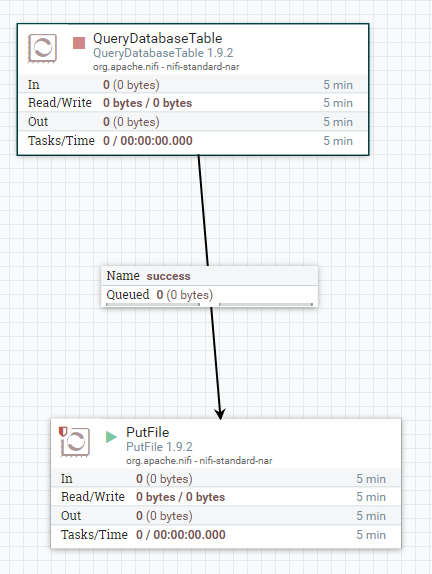 QueryDatabaseTable
QueryDatabaseTable 1.9.2
org.apache.nifi - nifi-standard-nar
In 0 (0 bytes) 5 min
Read/Write 0 bytes / 0 bytes 5 min
Out 0 (0 bytes) 5 min
Tasks/Time 0 / 00:00:00.000 5 min
Name success
Queued 0 (0 bytes)
PutFile
PutFile 1.9.2
org.apache.nifi - nifi-standard-nar
In 0 (0 bytes) 5 min
Read/Write 0 bytes / 0 bytes 5 min
Out 0 (0 bytes) 5 min
Tasks/Time 0 / 00:00:00.000 5 min